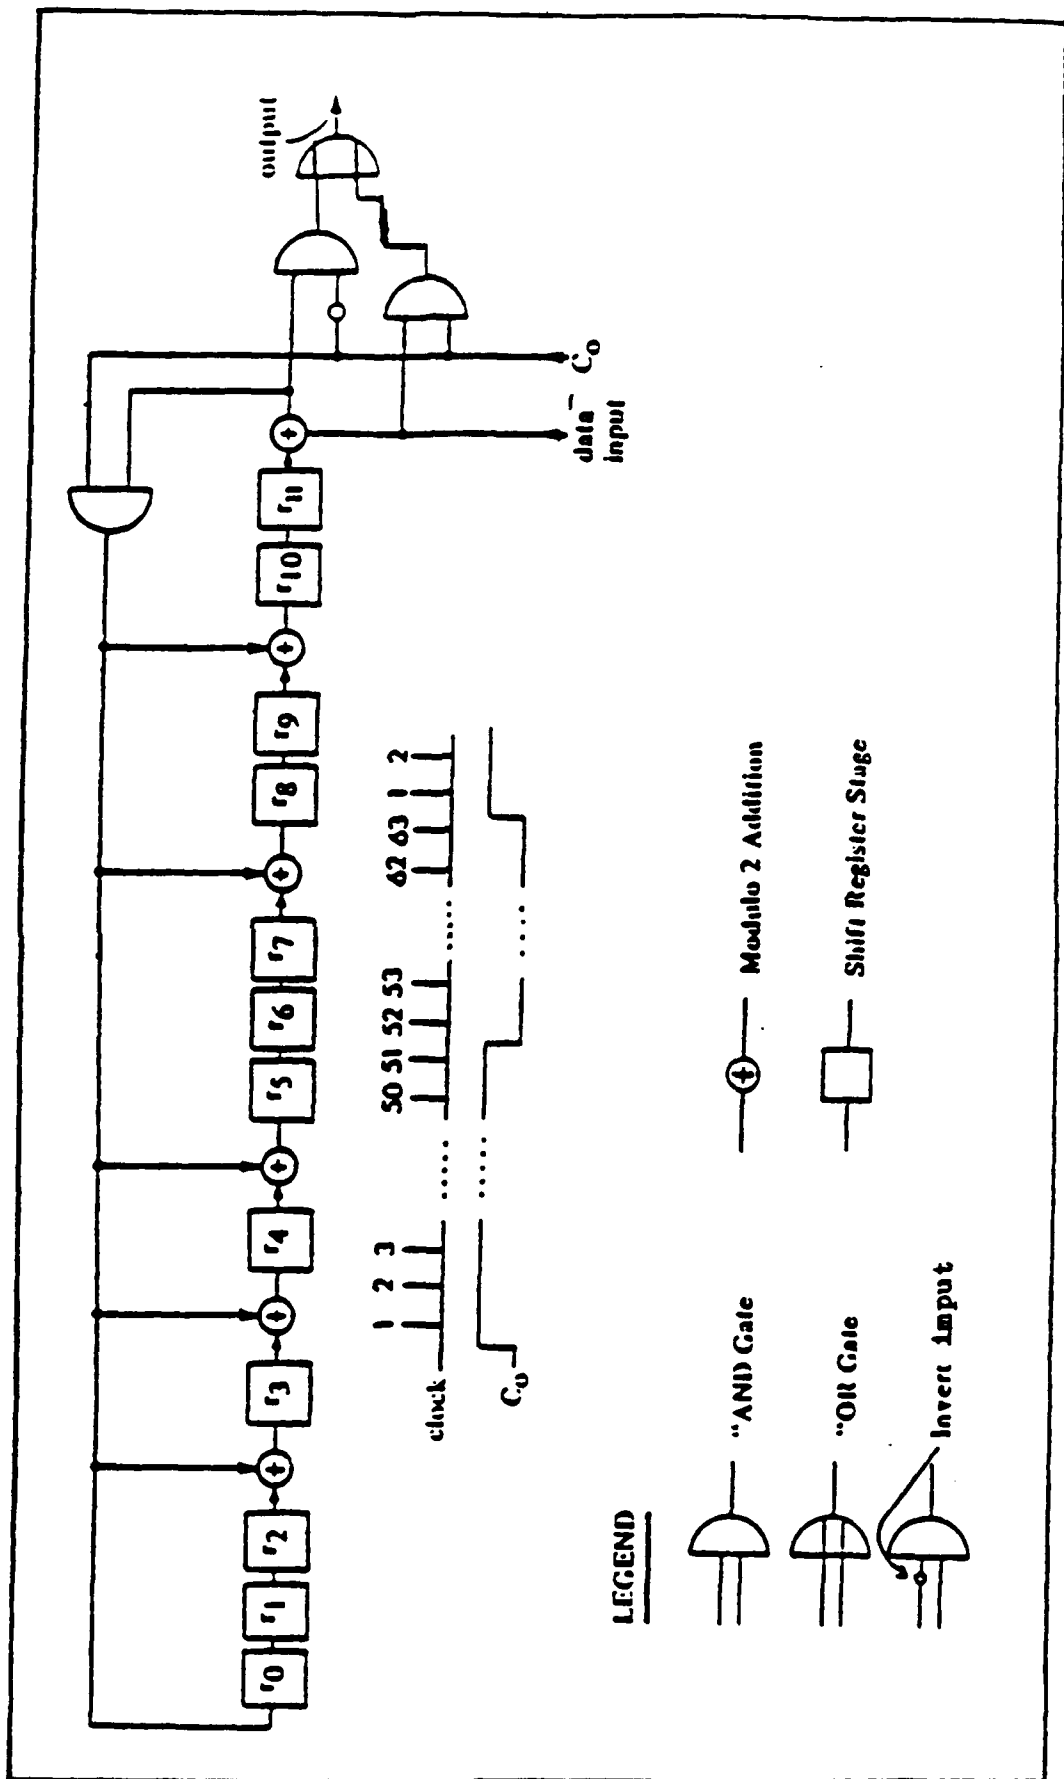 output
r0 r1 r2 r3 r4 r5 r6 r7 r8 r9 r10 r11
data
input
C0
clock 1 2 3 ..... 50 51 52 53 ..... 62 63 1 2
C0 ..... ....
LEGEND
"AND Gate
"OR Gate
Invert input
Modulo 2 Addition
Shift Register Stage